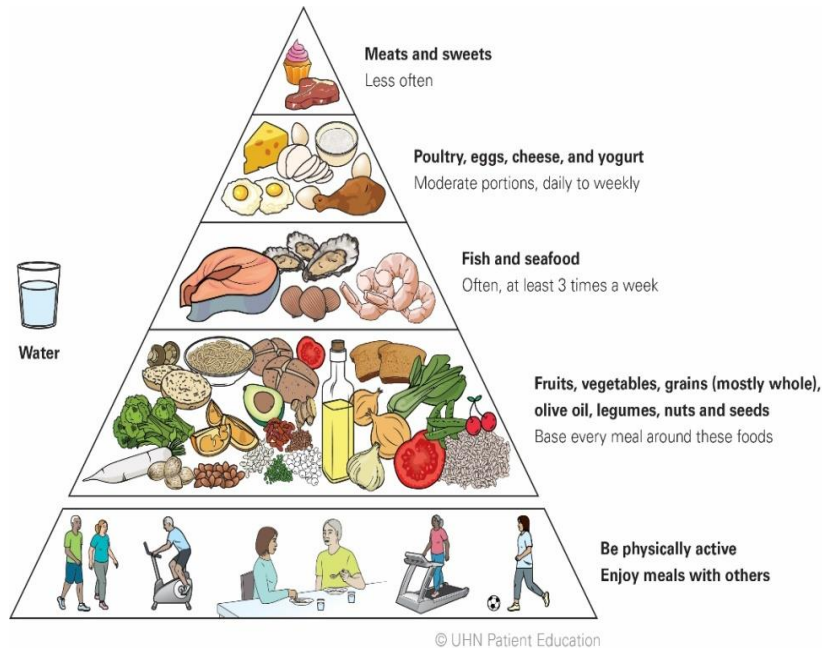 Meats and sweets
Less often
Poultry, eggs, cheese, and yogurt
Moderate portions, daily to weekly
Fish and seafood
Often, at least 3 times a week
Water
Fruits, vegetables, grains (mostly whole),
olive oil, legumes, nuts and seeds
Base every meal around these foods
Be physically active
Enjoy meals with others
© UHN Patient Education